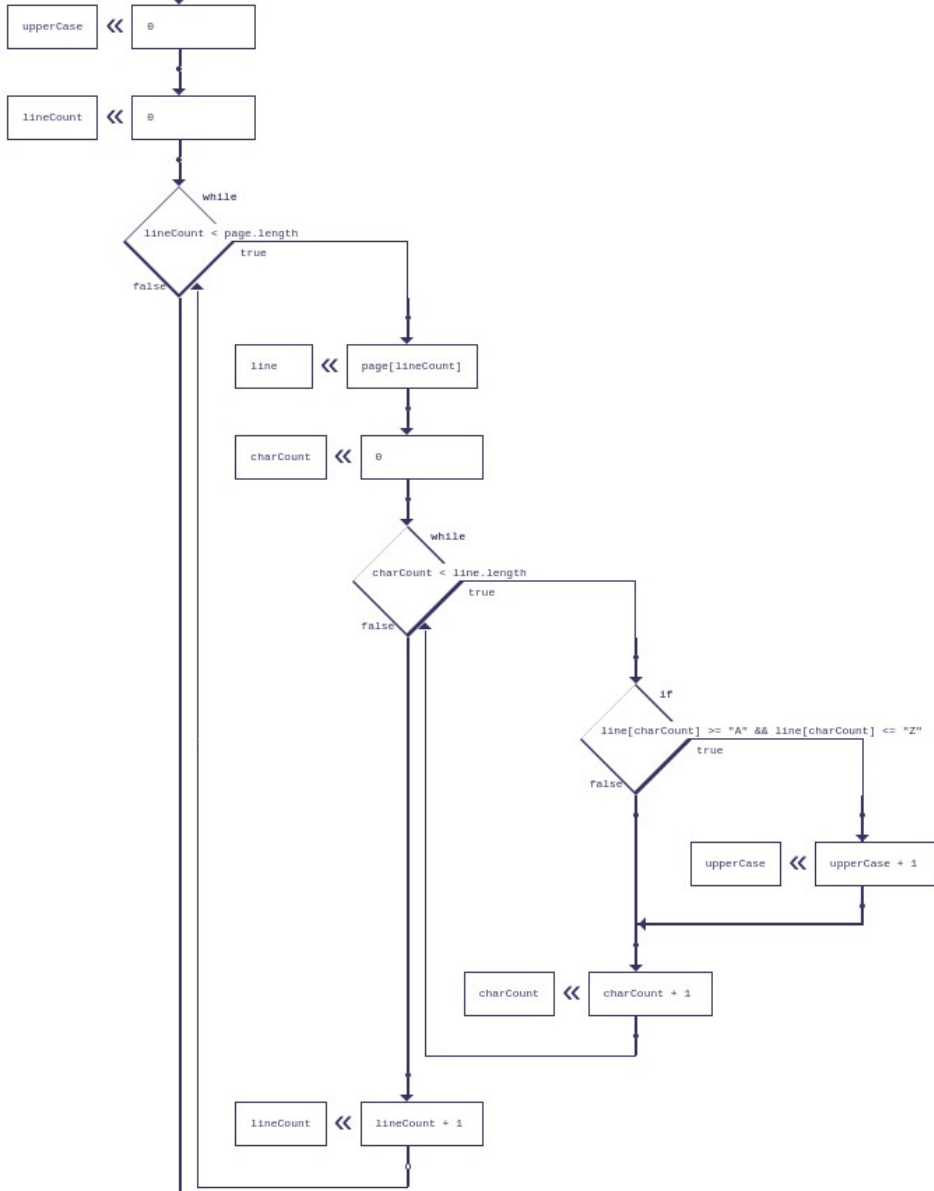 upperCase « 0
lineCount « 0
while
lineCount < page.length
true
false
line « page[lineCount]
charCount « 0
while
charCount < line.length
true
false
if
line[charCount] >= "A" && line[charCount] <= "Z"
true
false
upperCase « upperCase + 1
charCount « charCount + 1
lineCount « lineCount + 1